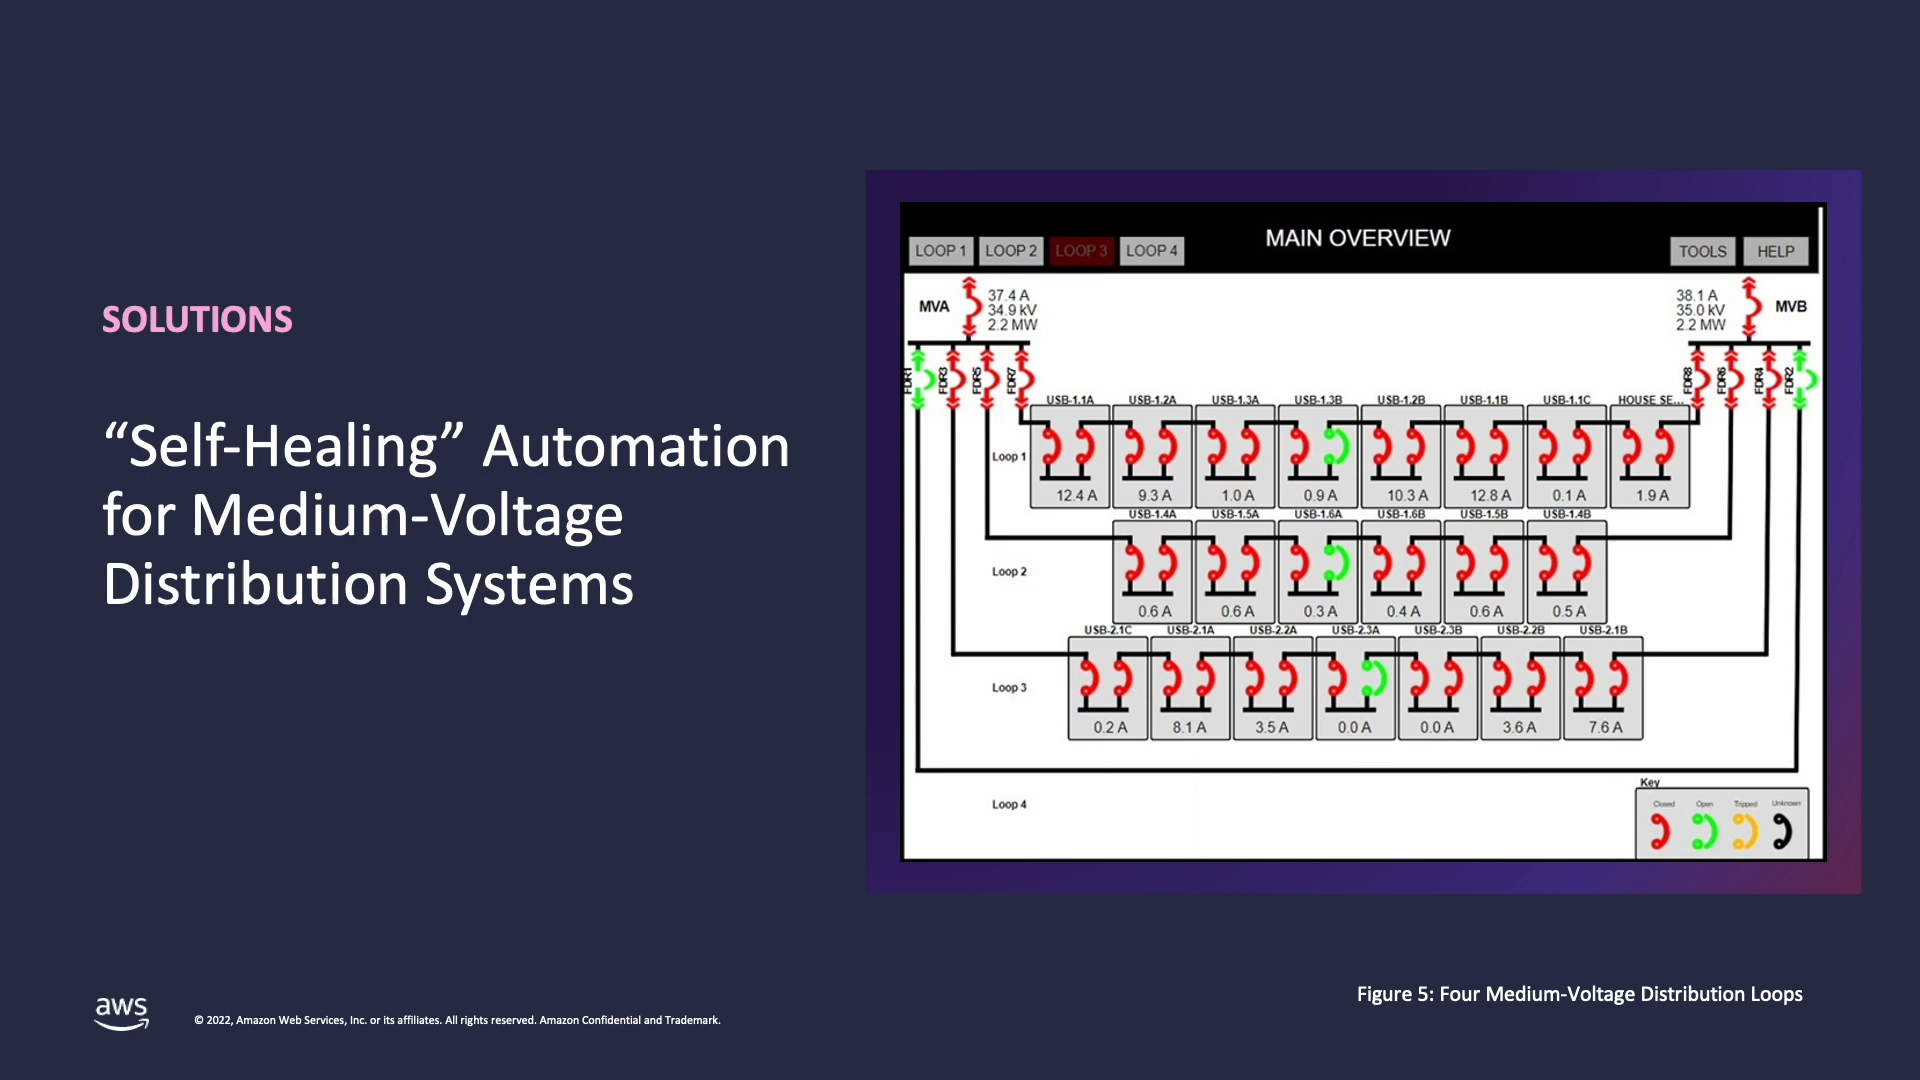 SOLUTIONS
“Self-Healing” Automation
for Medium-Voltage
Distribution Systems
MAIN OVERVIEW
LOOP 1 LOOP 2 LOOP 3 LOOP 4 TOOLS HELP
MVA
37.4 A
34.9 kV
2.2 MW
38.1 A
35.0 kV
2.2 MW
MVB
FDR1 FDR3 FDR5 FDR7 FDR8 FDR6 FDR4 FDR2
USB-1.1A USB-1.2A USB-1.3A USB-1.3B USB-1.2B USB-1.1B USB-1.1C HOUSE SE...
Loop 1
12.4 A 9.3 A 1.0 A 0.9 A 10.3 A 12.8 A 0.1 A 1.9 A
USB-1.4A USB-1.5A USB-1.6A USB-1.6B USB-1.5B USB-1.4B
Loop 2
0.6 A 0.6 A 0.3 A 0.4 A 0.6 A 0.5 A
USB-2.1C USB-2.1A USB-2.2A USB-2.3A USB-2.3B USB-2.2B USB-2.1B
Loop 3
0.2 A 8.1 A 3.5 A 0.0 A 0.0 A 3.6 A 7.6 A
Loop 4
Key
Closed Open Tripped Unknown
Figure 5: Four Medium-Voltage Distribution Loops
aws
© 2022, Amazon Web Services, Inc. or its affiliates. All rights reserved. Amazon Confidential and Trademark.